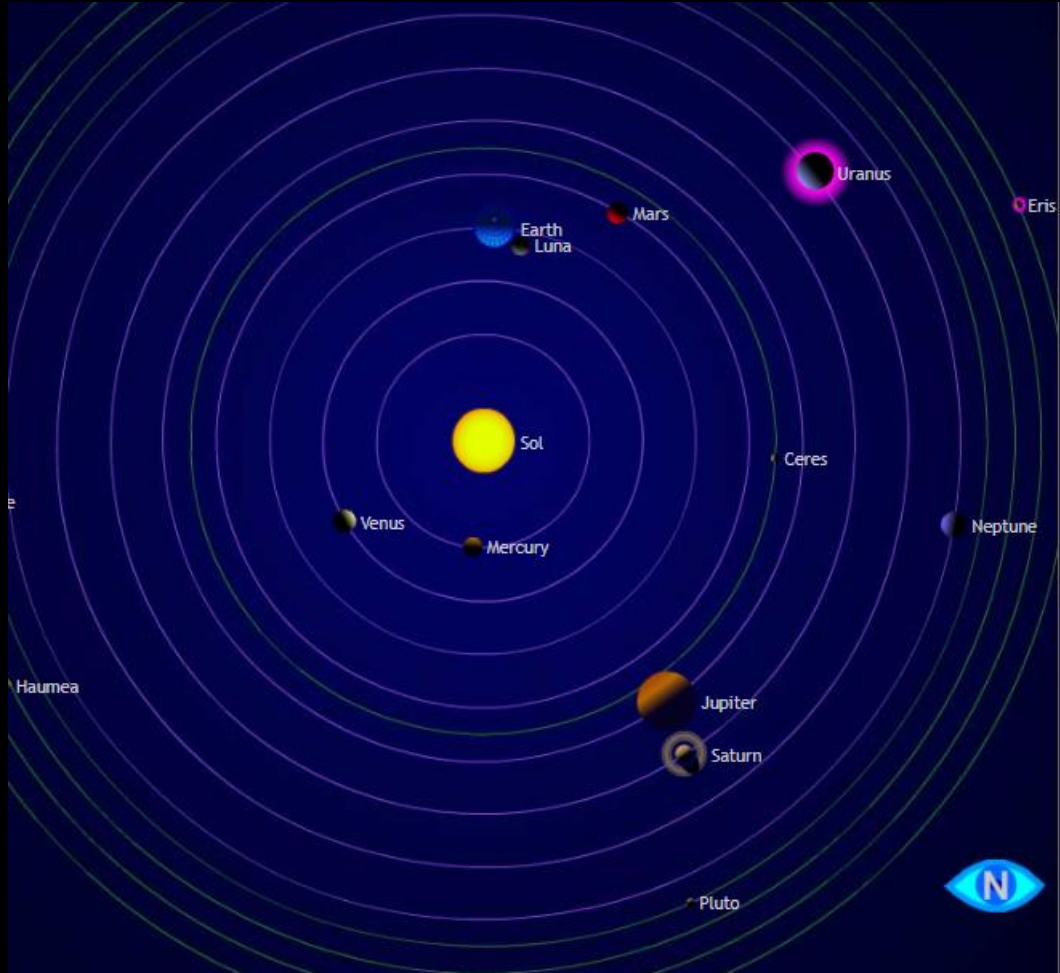 Uranus
Eris
Mars
Earth
Luna
Sol
Ceres
e
Venus
Neptune
Mercury
Haumea
Jupiter
Saturn
N
Pluto